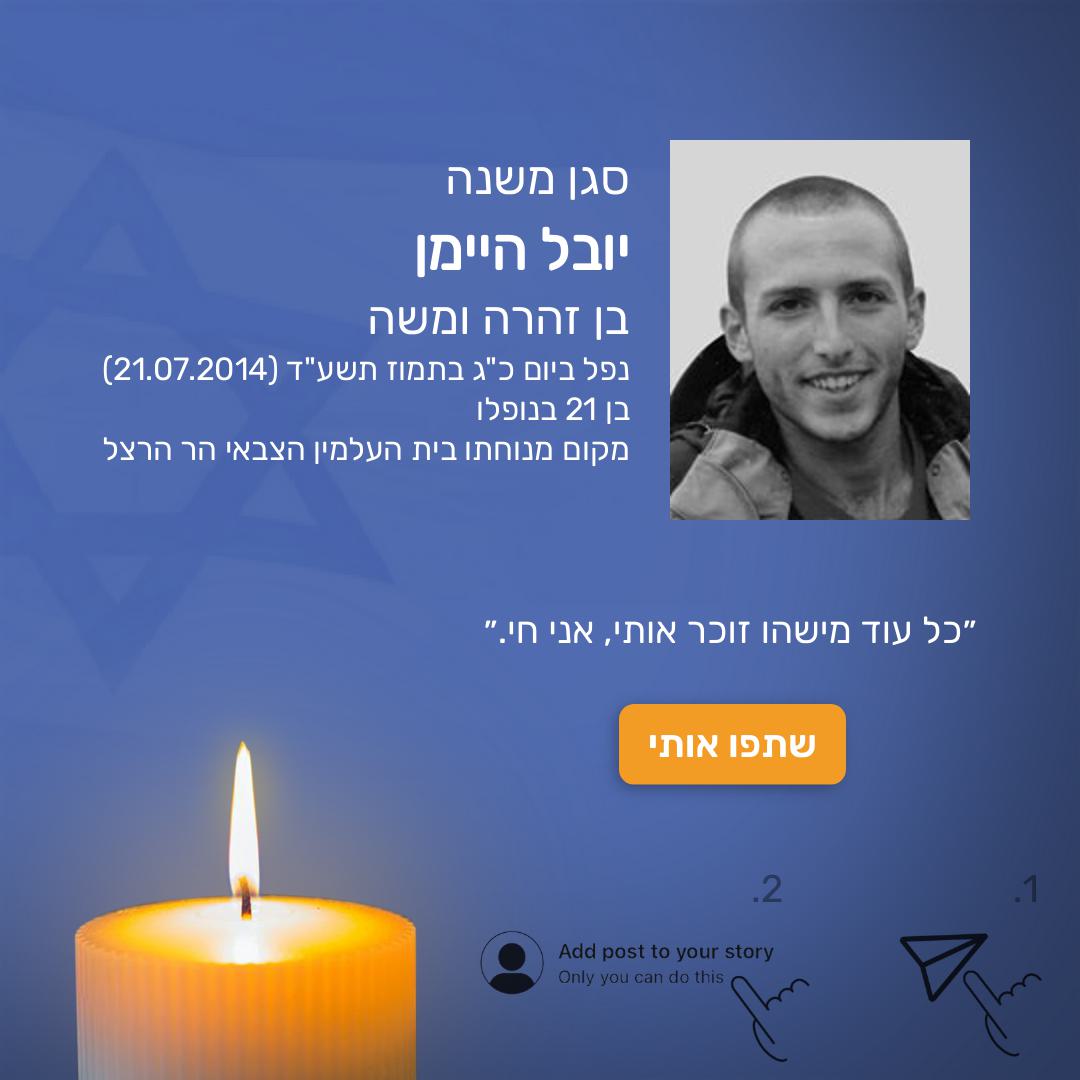 סגן משנה
יובל היימן
בן זהרה ומשה
נפל ביום כ"ג בתמוז תשע"ד (21.07.2014)
בן 21 בנופלו
מקום מנוחתו בית העלמין הצבאי הר הרצל
״כל עוד מישהו זוכר אותי, אני חי.״
שתפו אותי
.1
.2
Add post to your story
Only you can do this